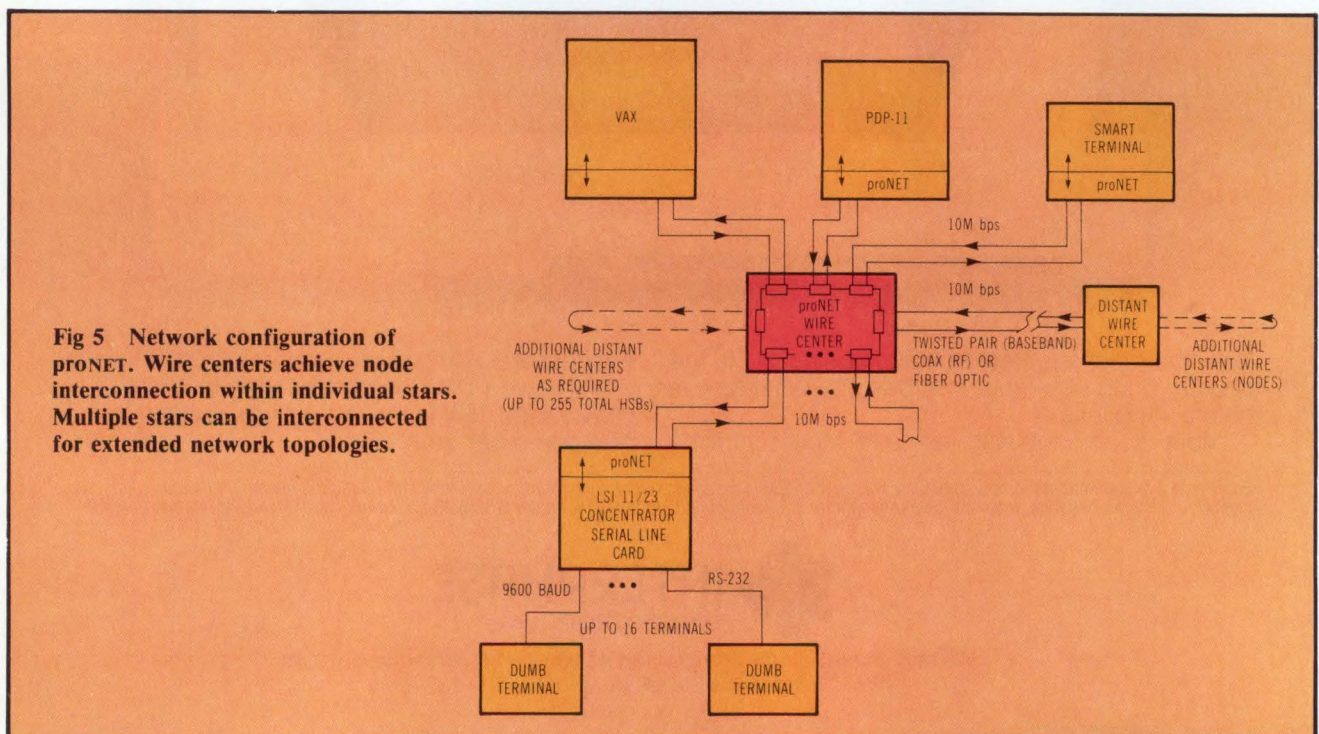 VAX
PDP-11
proNET
SMART
TERMINAL
proNET
10M bps
10M bps
proNET
WIRE
CENTER
•••
•••
DISTANT
WIRE
CENTER
TWISTED PAIR (BASEBAND)
COAX (RF) OR
FIBER OPTIC
ADDITIONAL
DISTANT WIRE
CENTERS (NODES)
ADDITIONAL DISTANT
WIRE CENTERS
AS REQUIRED
(UP TO 255 TOTAL HSBs)
Fig 5 Network configuration of
proNET. Wire centers achieve node
interconnection within individual stars.
Multiple stars can be interconnected
for extended network topologies.
10M bps
proNET
LSI 11/23
CONCENTRATOR
SERIAL LINE
CARD
9600 BAUD
•••
RS-232
UP TO 16 TERMINALS
DUMB
TERMINAL
DUMB
TERMINAL